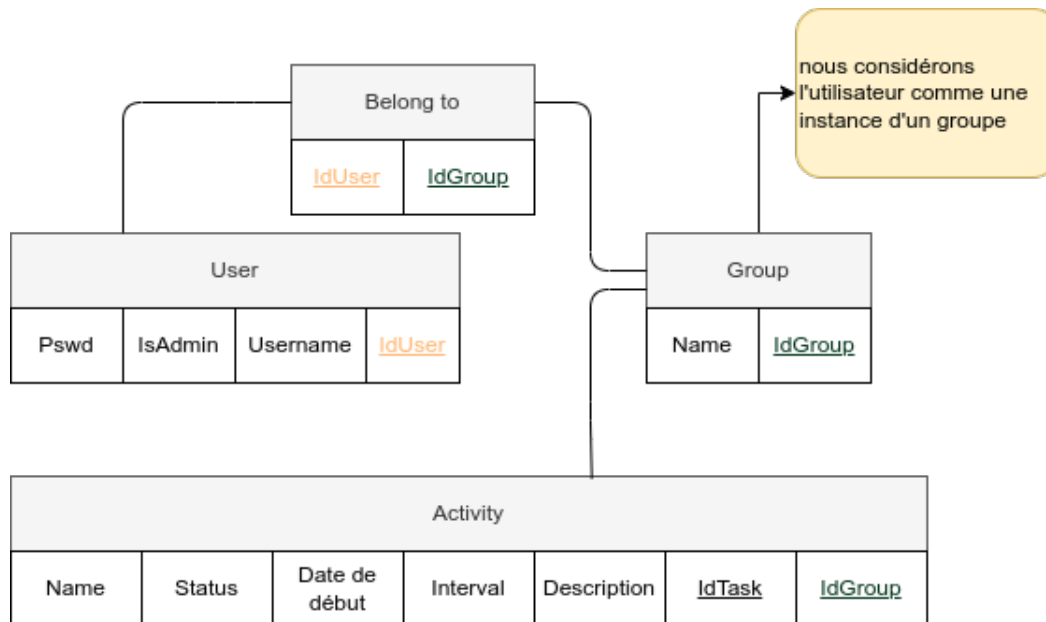 nous considérons
l'utilisateur comme une
instance d'un groupe
Belong to
IdUser
IdGroup
User
Pswd
IsAdmin
Username
IdUser
Group
Name
IdGroup
Activity
Name
Status
Date de
début
Interval
Description
IdTask
IdGroup